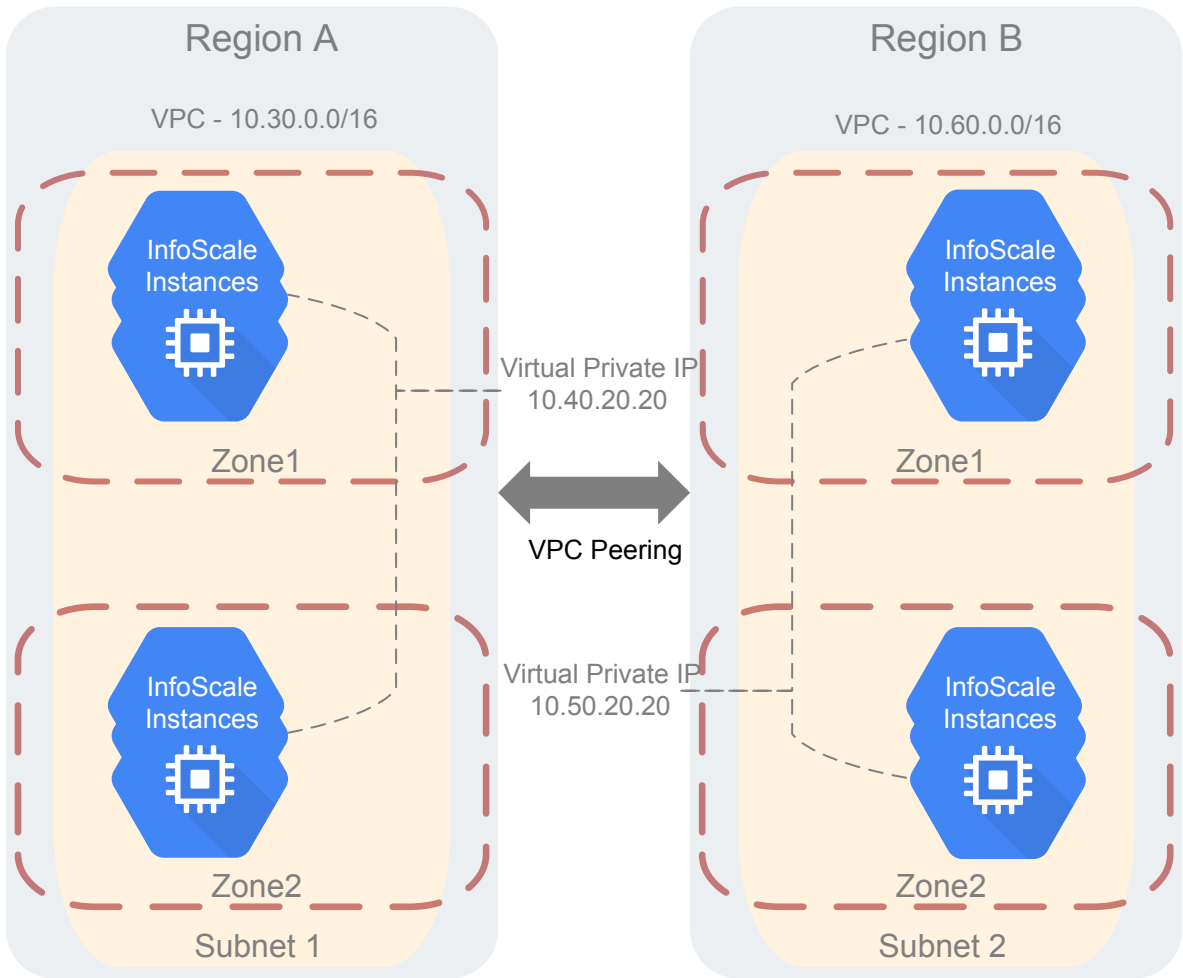 Region A
VPC - 10.30.0.0/16
InfoScale
Instances
Zone1
InfoScale
Instances
Zone2
Subnet 1
Virtual Private IP
10.40.20.20
VPC Peering
Virtual Private IP
10.50.20.20
Region B
VPC - 10.60.0.0/16
InfoScale
Instances
Zone1
InfoScale
Instances
Zone2
Subnet 2